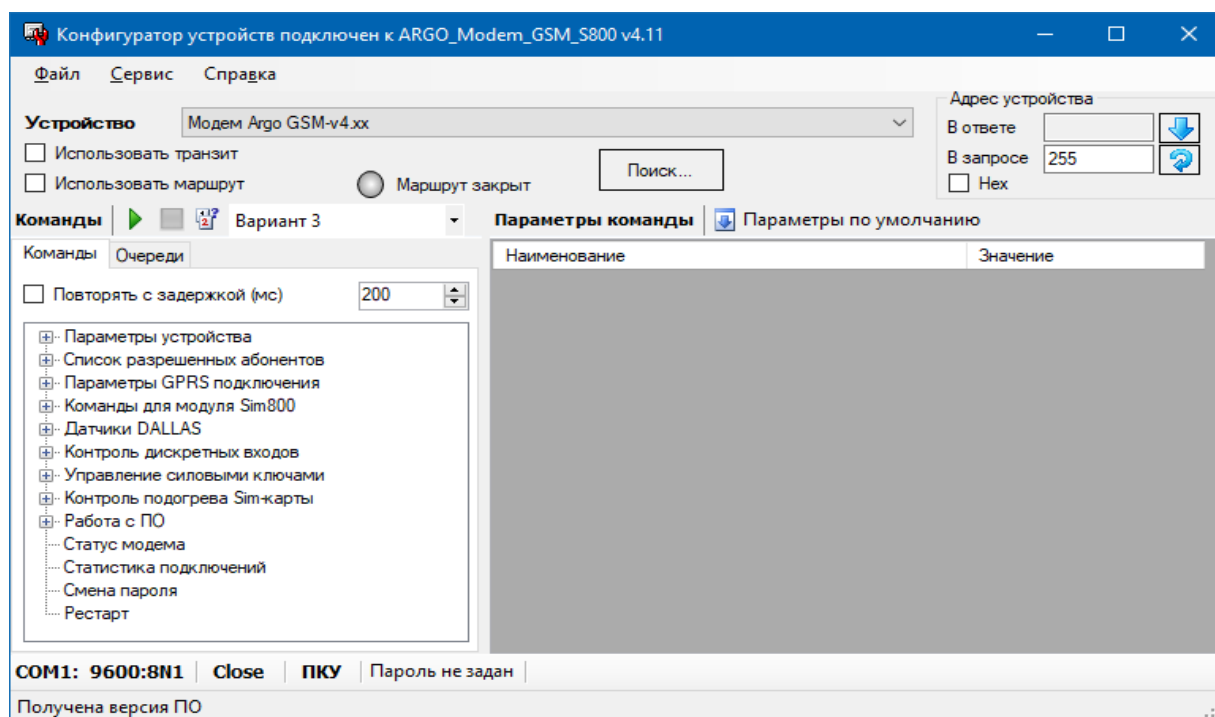 Конфигуратор устройств подключен к ARGO_Modem_GSM_S800 v4.11
Файл Сервис Справка
Устройство Модем Argo GSM-v4.xx
Адрес устройства
В ответе
В запросе 255
Hex
Использовать транзит
Использовать маршрут Маршрут закрыт Поиск...
Команды Вариант 3 Параметры команды Параметры по умолчанию
Команды Очереди
Наименование Значение
Повторять с задержкой (мс) 200
Параметры устройства
Список разрешенных абонентов
Параметры GPRS подключения
Команды для модуля Sim800
Датчики DALLAS
Контроль дискретных входов
Управление силовыми ключами
Контроль подогрева Sim-карты
Работа с ПО
Статус модема
Статистика подключений
Смена пароля
Рестарт
COM1: 9600:8N1 Close ПКУ Пароль не задан
Получена версия ПО